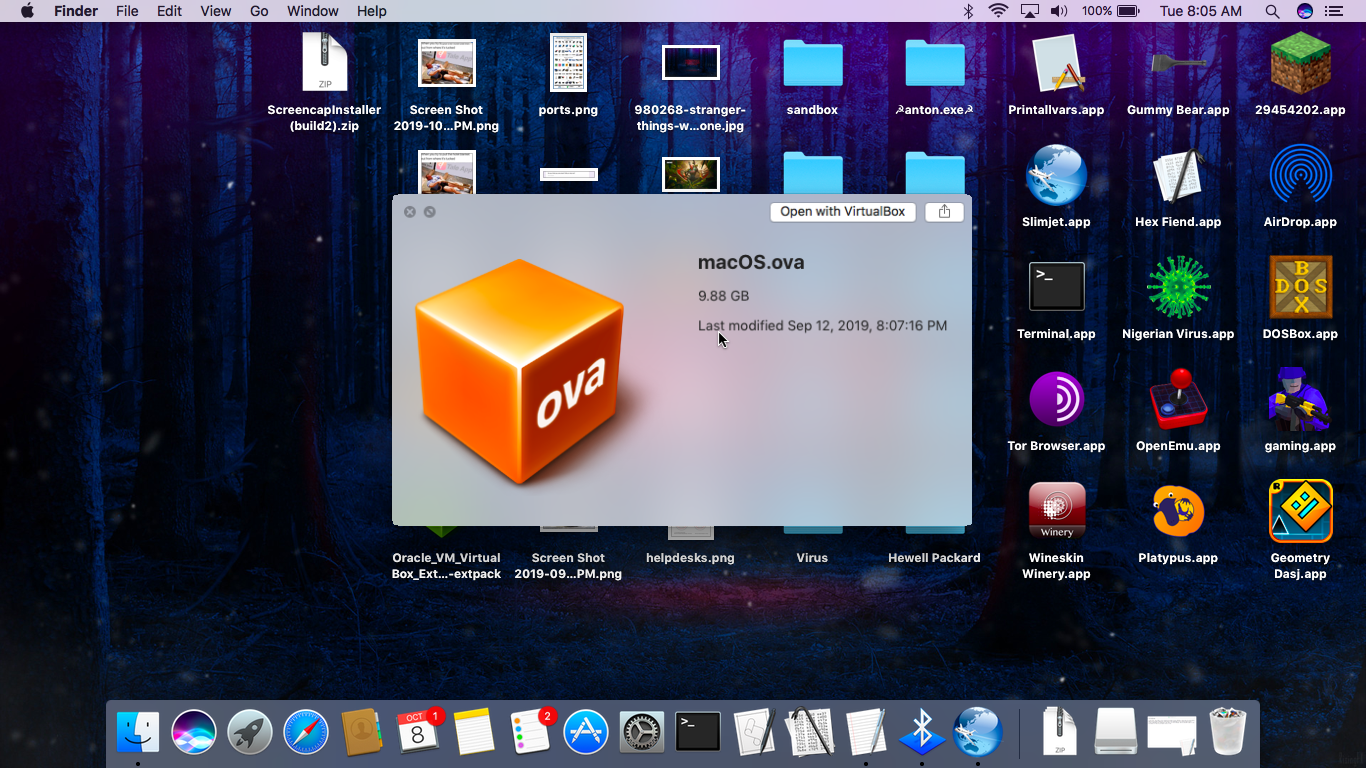 Finder File Edit View Go Window Help 100% Tue 8:05 AM
ZIP
ScreencapInstaller
(build2).zip
Screen Shot
2019-10...PM.png
ports.png
980268-stranger-
things-w...one.jpg
sandbox
☭anton.exe☭
Printallvars.app
Gummy Bear.app
29454202.app
Slimjet.app
Hex Fiend.app
AirDrop.app
Open with VirtualBox
macOS.ova
9.88 GB
Last modified Sep 12, 2019, 8:07:16 PM
ova
>_
B
DOS
X
Terminal.app
Nigerian Virus.app
DOSBox.app
Tor Browser.app
OpenEmu.app
gaming.app
Winery
R
Oracle_VM_Virtual
Box_Ext...-extpack
Screen Shot
2019-09...PM.png
helpdesks.png
Virus
Hewell Packard
Wineskin
Winery.app
Platypus.app
Geometry
Dasj.app
OCT 1
8
2
>_
ZIP